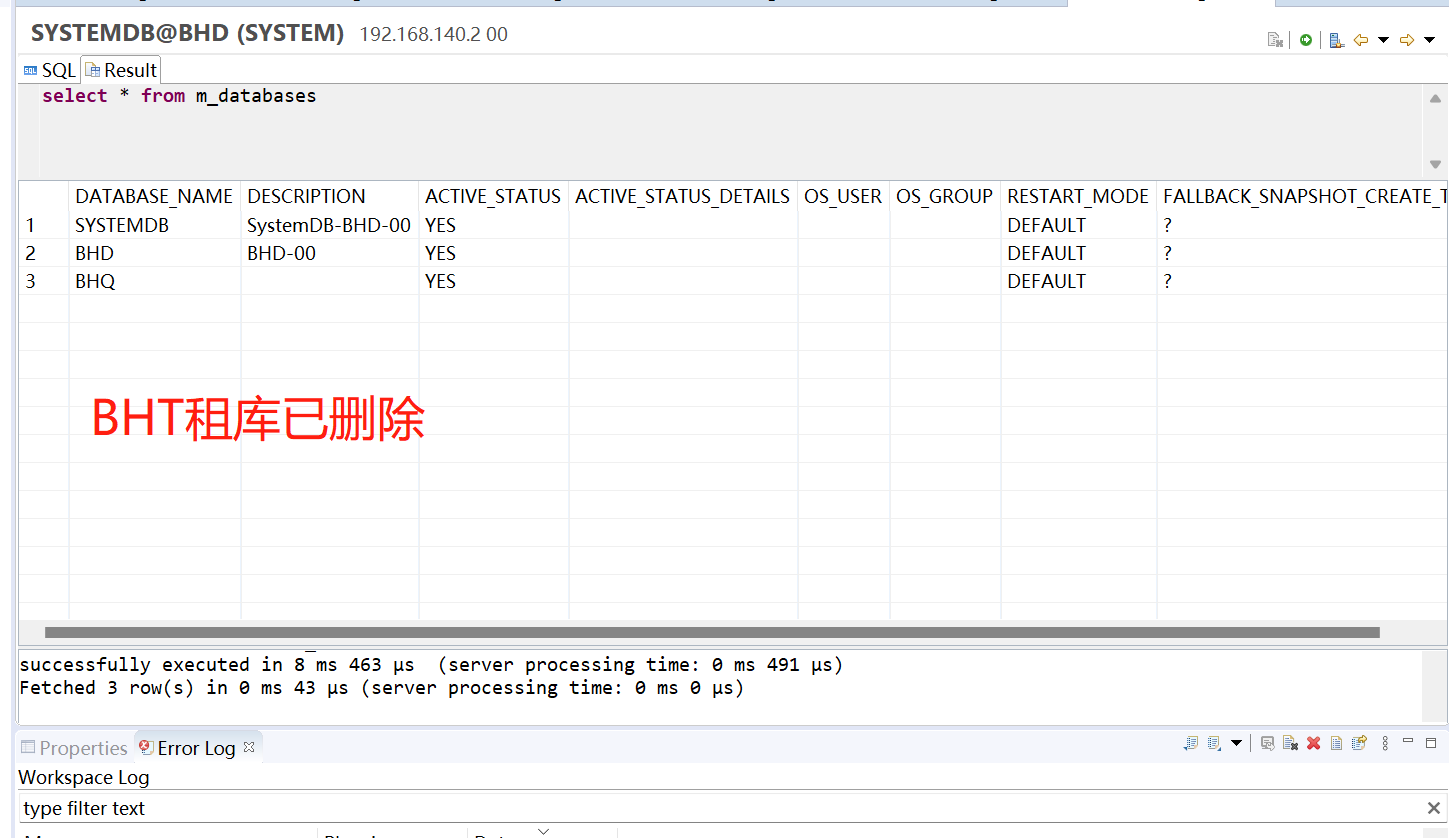 SYSTEMDB@BHD (SYSTEM) 192.168.140.2 00
SQL Result
select * from m_databases
DATABASE_NAME DESCRIPTION ACTIVE_STATUS ACTIVE_STATUS_DETAILS OS_USER OS_GROUP RESTART_MODE FALLBACK_SNAPSHOT_CREATE_T
1 SYSTEMDB SystemDB-BHD-00 YES DEFAULT ?
2 BHD BHD-00 YES DEFAULT ?
3 BHQ YES DEFAULT ?
BHT租库已删除
successfully executed in 8 ms 463 µs (server processing time: 0 ms 491 µs)
Fetched 3 row(s) in 0 ms 43 µs (server processing time: 0 ms 0 µs)
Properties Error Log
Workspace Log
type filter text